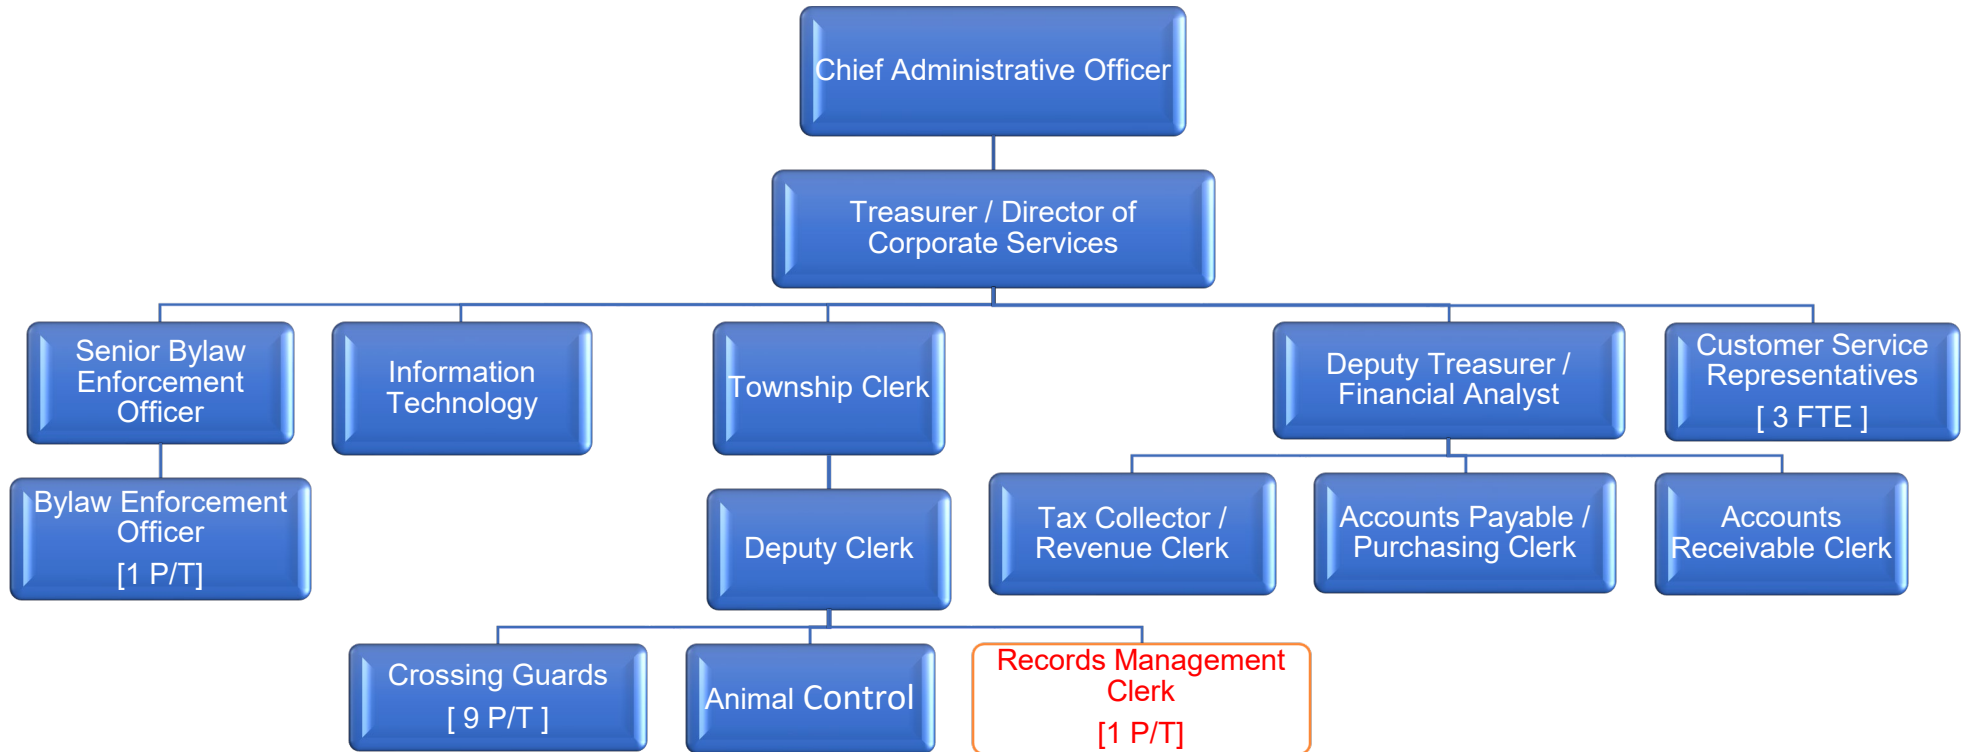 Chief Administrative Officer
Treasurer / Director of
Corporate Services
Senior Bylaw
Enforcement
Officer
Information
Technology
Township Clerk
Deputy Treasurer /
Financial Analyst
Customer Service
Representatives
[ 3 FTE ]
Bylaw Enforcement
Officer
[1 P/T]
Deputy Clerk
Tax Collector /
Revenue Clerk
Accounts Payable /
Purchasing Clerk
Accounts
Receivable Clerk
Crossing Guards
[ 9 P/T ]
Animal Control
Records Management
Clerk
[1 P/T]